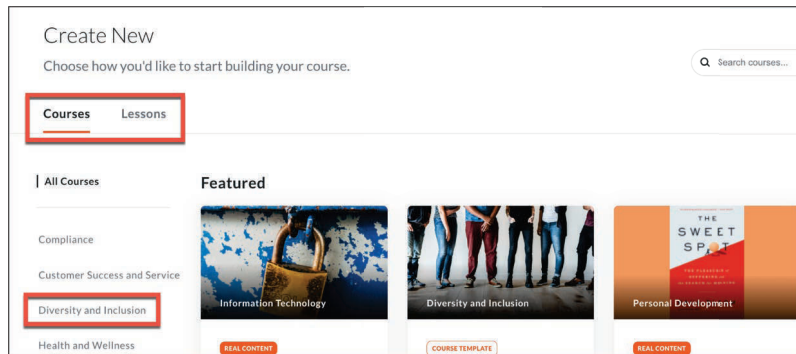 Create New
Choose how you'd like to start building your course.
Search courses...
Courses Lessons
All Courses
Featured
Compliance
Customer Success and Service
Diversity and Inclusion
Health and Wellness
Information Technology
REAL CONTENT
Diversity and Inclusion
COURSE TEMPLATE
THE
SWEET
SPOT
Personal Development
REAL CONTENT